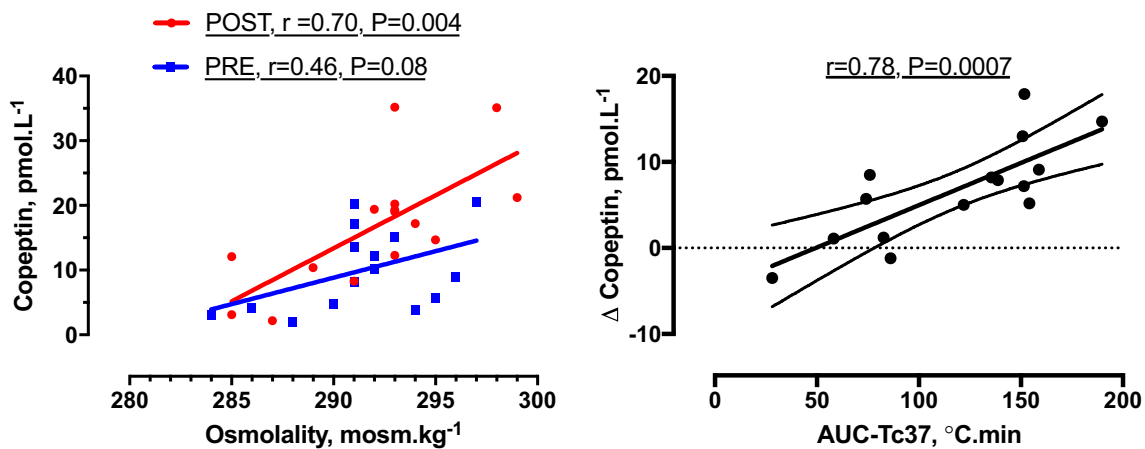 POST, r =0.70, P=0.004
PRE, r=0.46, P=0.08
Copeptin, pmol.L⁻¹
40
30
20
10
0
280 285 290 295 300
Osmolality, mosm.kg⁻¹
r=0.78, P=0.0007
Δ Copeptin, pmol.L⁻¹
20
10
0
-10
0 50 100 150 200
AUC-Tc37, °C.min